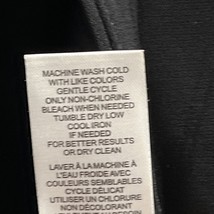 MACHINE WASH COLD
WITH LIKE COLORS
GENTLE CYCLE
ONLY NON-CHLORINE
BLEACH WHEN NEEDED
TUMBLE DRY LOW
COOL IRON
IF NEEDED
FOR BETTER RESULTS
OR DRY CLEAN
LAVER À LA MACHINE À
L'EAU FROIDE AVEC
COULEURS SEMBLABLES
CYCLE DÉLICAT
UTILISER UN CHLORURE
NON DÉCOLORANT